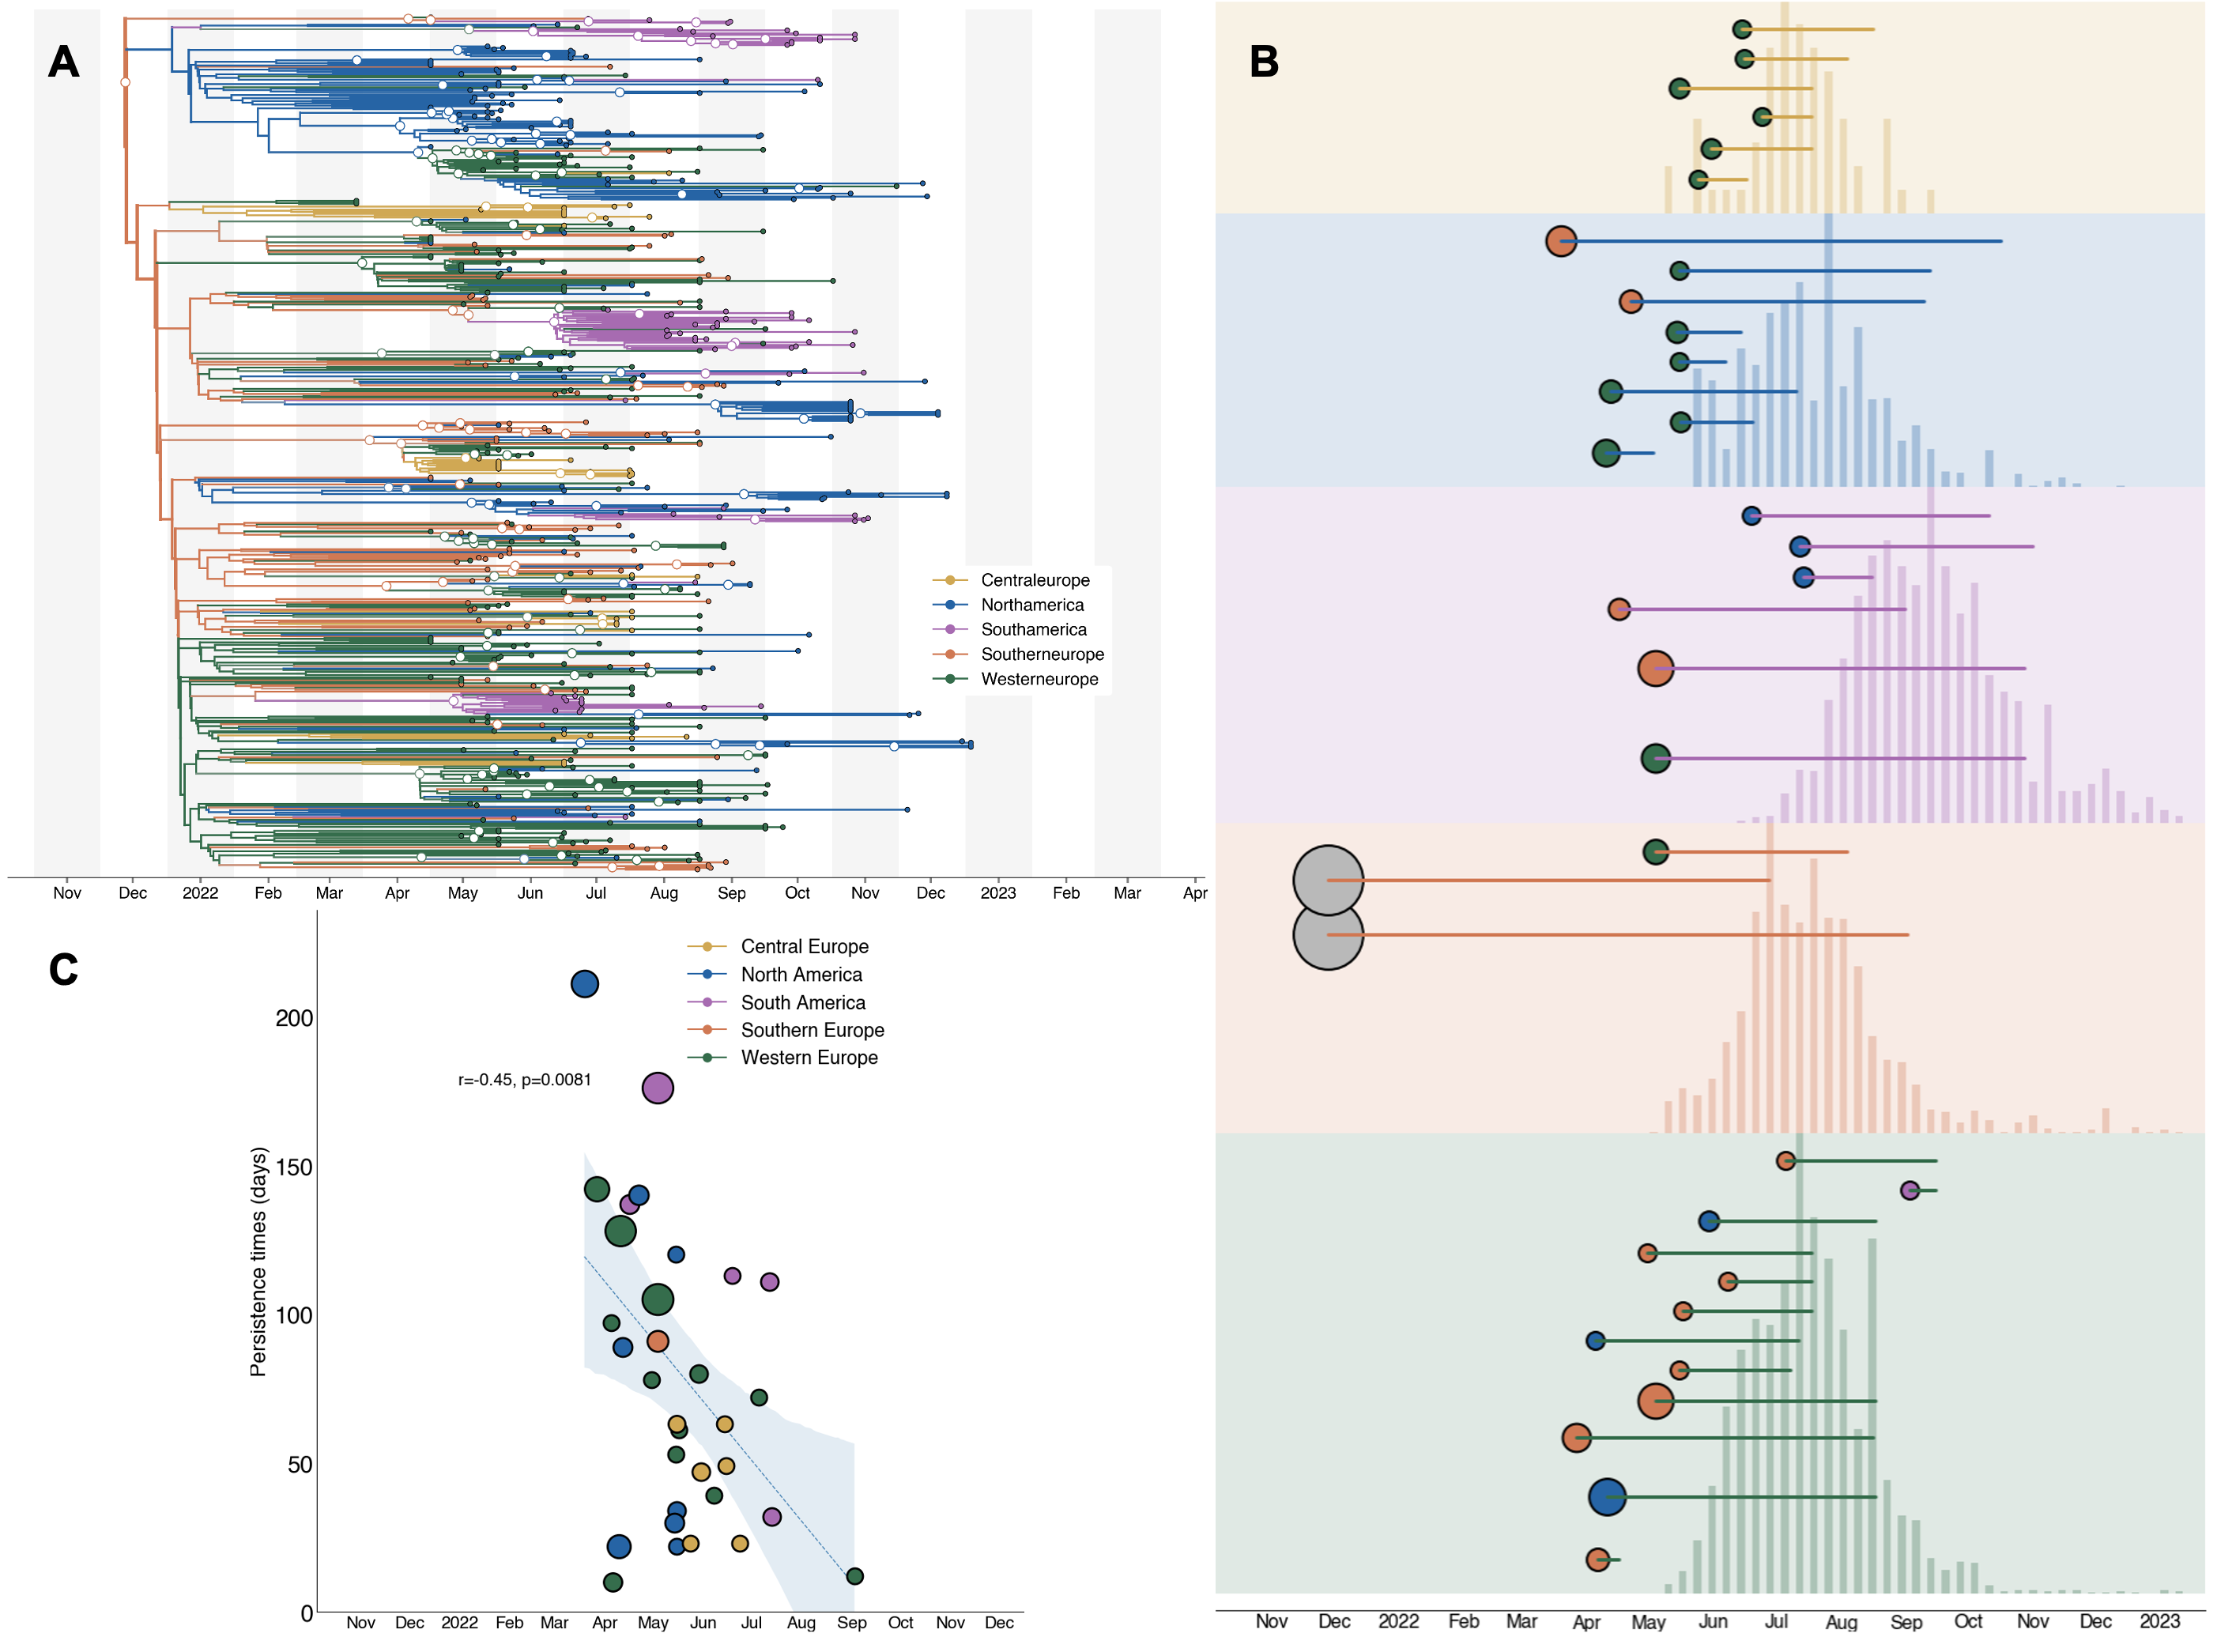 A
B
Centraleurope
Northamerica
Southamerica
Southerneurope
Westerneurope
Nov Dec 2022 Feb Mar Apr May Jun Jul Aug Sep Oct Nov Dec 2023 Feb Mar Apr
C
Central Europe
North America
South America
Southern Europe
Western Europe
r=-0.45, p=0.0081
Persistence times (days)
200
150
100
50
0
Nov Dec 2022 Feb Mar Apr May Jun Jul Aug Sep Oct Nov Dec
Nov Dec 2022 Feb Mar Apr May Jun Jul Aug Sep Oct Nov Dec 2023